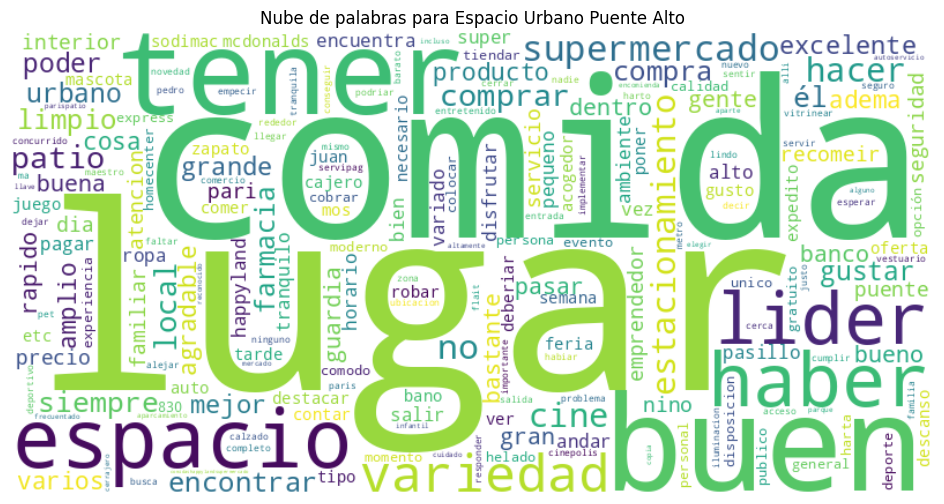 Nube de palabras para Espacio Urbano Puente Alto
interior sodimac mcdonalds encuentra super tiendar nuevo autoservicio
poder novedad express incluso supermercado excelente
mascota pedro empecir tener cerrar nadie sentir alli
urbano tranquila conseguir podriar barato producto compra calidad seguro hacer
parispatio rededor entretenido encomienda harto aparte vitrinear
limpio express llegar comprar dentro gente él adema
concurrido cosa zapato mismo servipag necesario servicio pequeno ambiente lindo servir recomeir seguridad
patio homecenter grande juan comida acogedor poner decir alto alguno
ma maestro comercio cajero variado colocar implementar estacionamiento gusto esperar expedito opción
llave buena pari cobrar disfrutar entrada
juego atencion comer mos bien vez metro elegir
dejar dia faltar farmacia moderno altamente persona evento banco oferta
pagar ropa tranquilo horario zona pasar emprendedor gustar vestuario
rapido amplio experiencia familiar local agradable happyland guardia lugar robar ubicacion deberiar flait semana unico gratuito justo puente
etc pet reconocido ninguno tarde no bastante feria lider cerca
precio alejar mercado comodo importante habiar pasillo cumplir bueno
deportivo auto paris
siempre 830 destacar bano ver salida problema nino haber parque familia
frecuentado mejor aparcamiento contar salir cine acceso
infantil gran andar buen iluminacion disposicion harta
espacio calzado completo momento cuidado responder helado cinepolis copia personal publico general deporte descanso
varios cerrajero busca encontrar tipo variedad